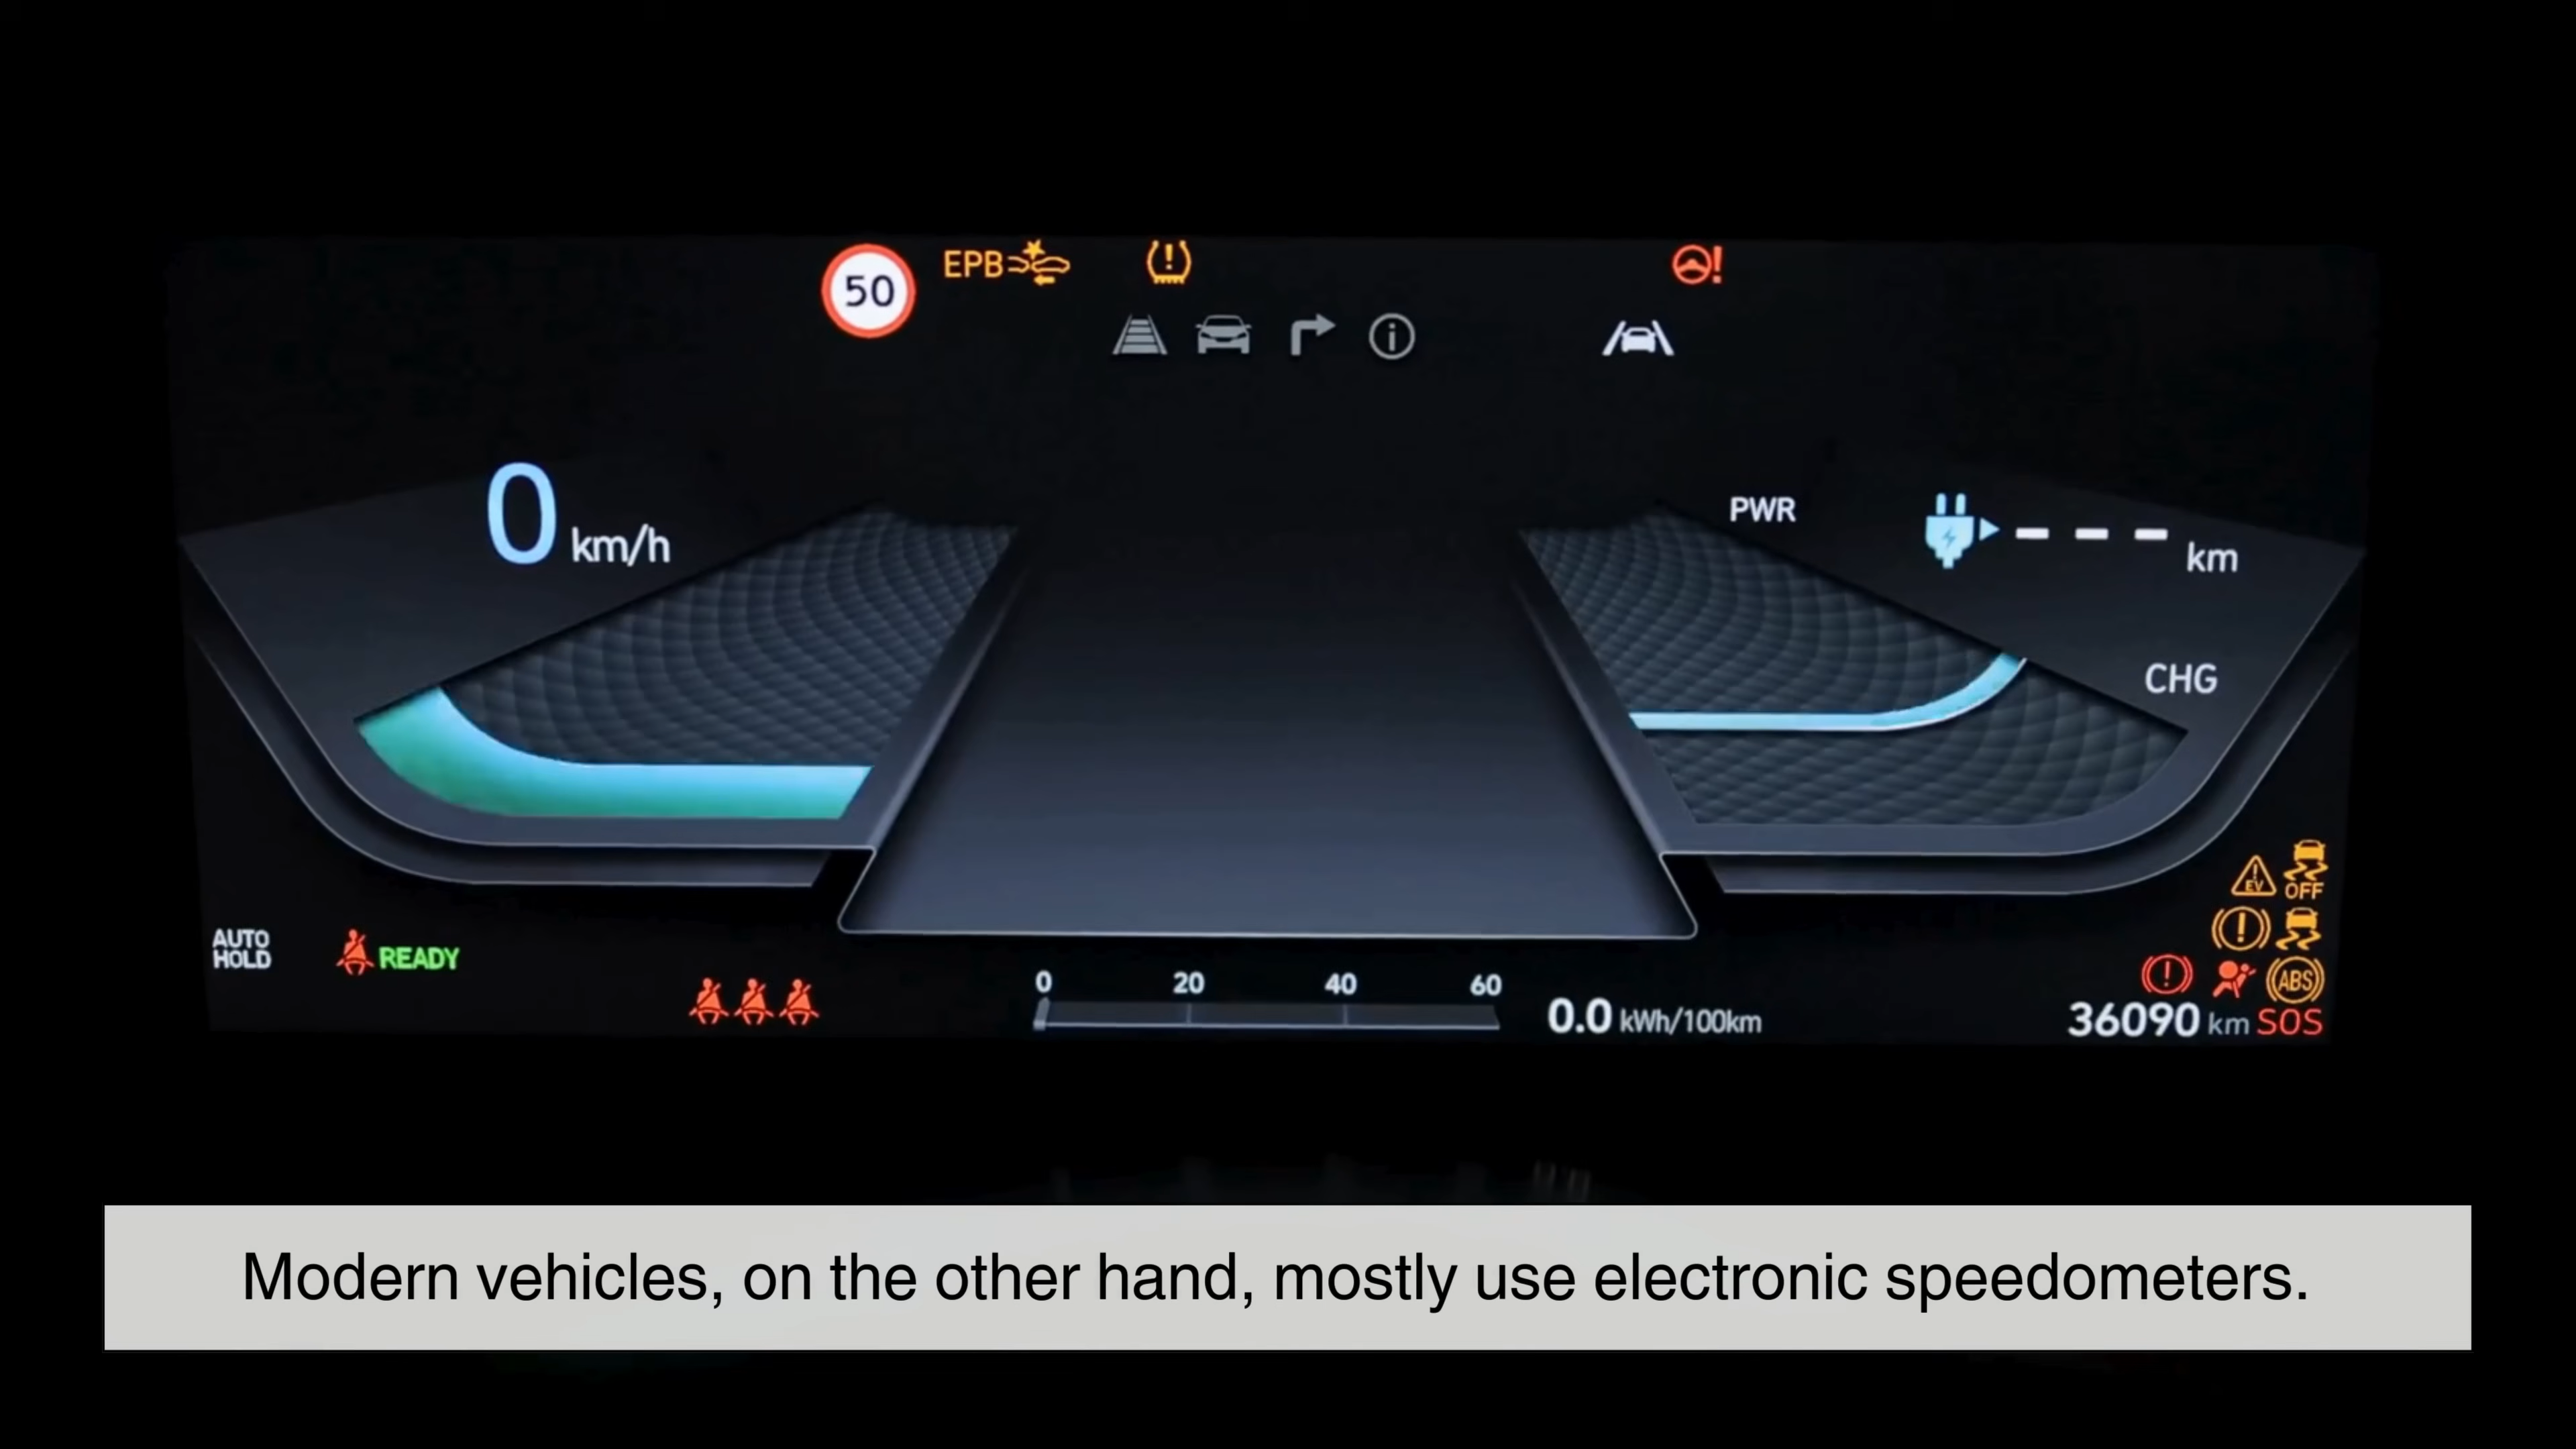 50
EPB
0 km/h
PWR
--- km
CHG
EV
OFF
AUTO
HOLD
READY
ABS
0 20 40 60
0.0 kWh/100km
36090 km SOS
Modern vehicles, on the other hand, mostly use electronic speedometers.